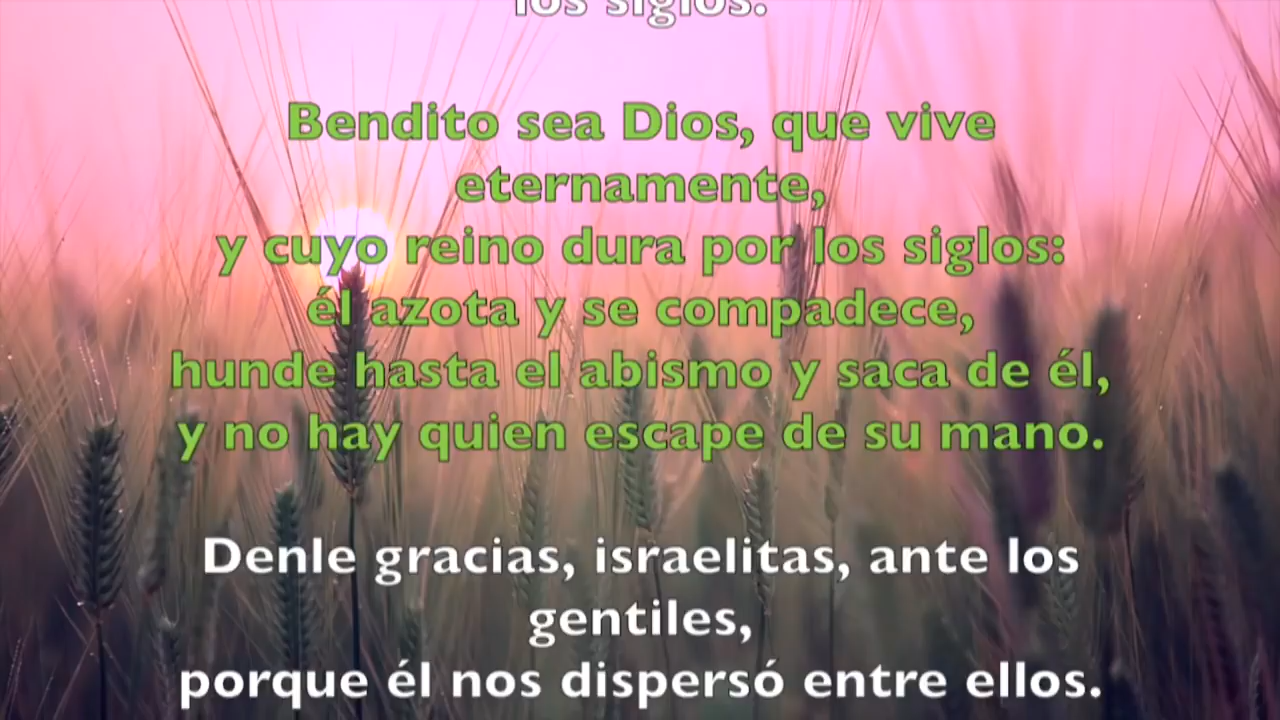 los siglos.
Bendito sea Dios, que vive
eternamente,
y cuyo reino dura por los siglos:
él azota y se compadece,
hunde hasta el abismo y saca de él,
y no hay quien escape de su mano.
Denle gracias, israelitas, ante los
gentiles,
porque él nos dispersó entre ellos.